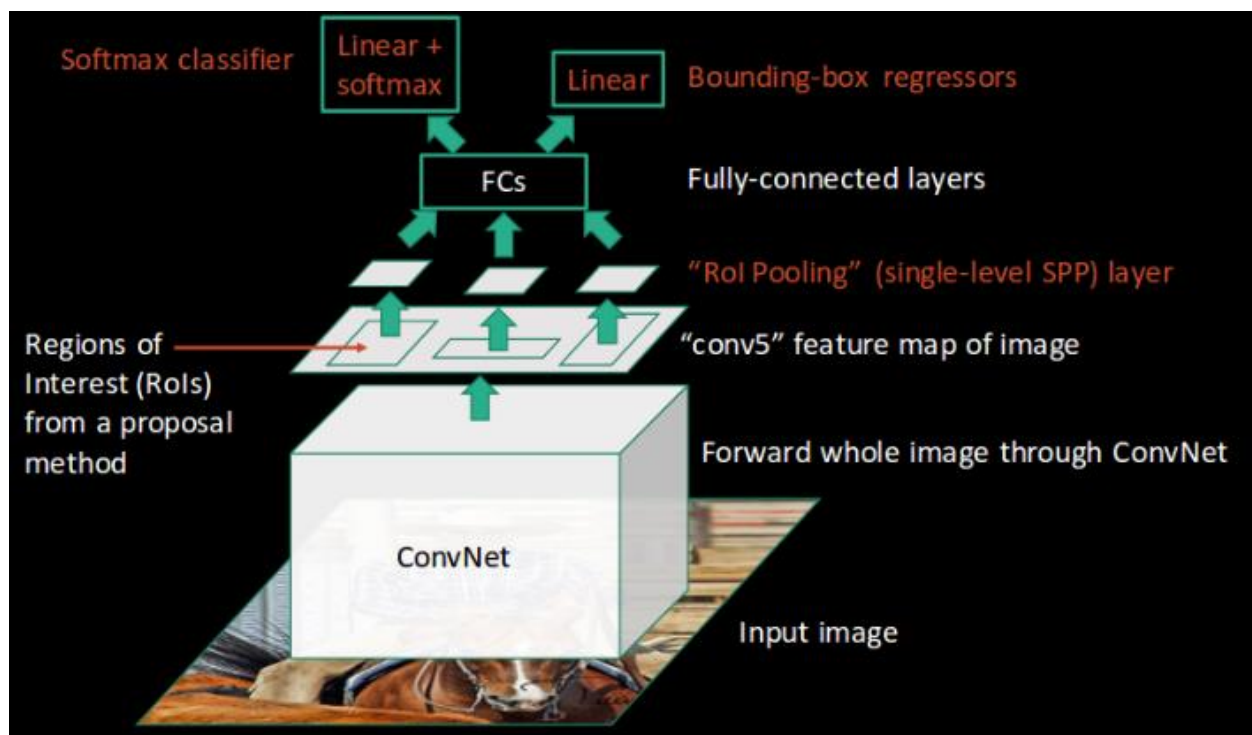 Softmax classifier
Linear +
softmax
Linear
Bounding-box regressors
FCs
Fully-connected layers
“RoI Pooling” (single-level SPP) layer
Regions of
Interest (RoIs)
from a proposal
method
“conv5” feature map of image
Forward whole image through ConvNet
ConvNet
Input image